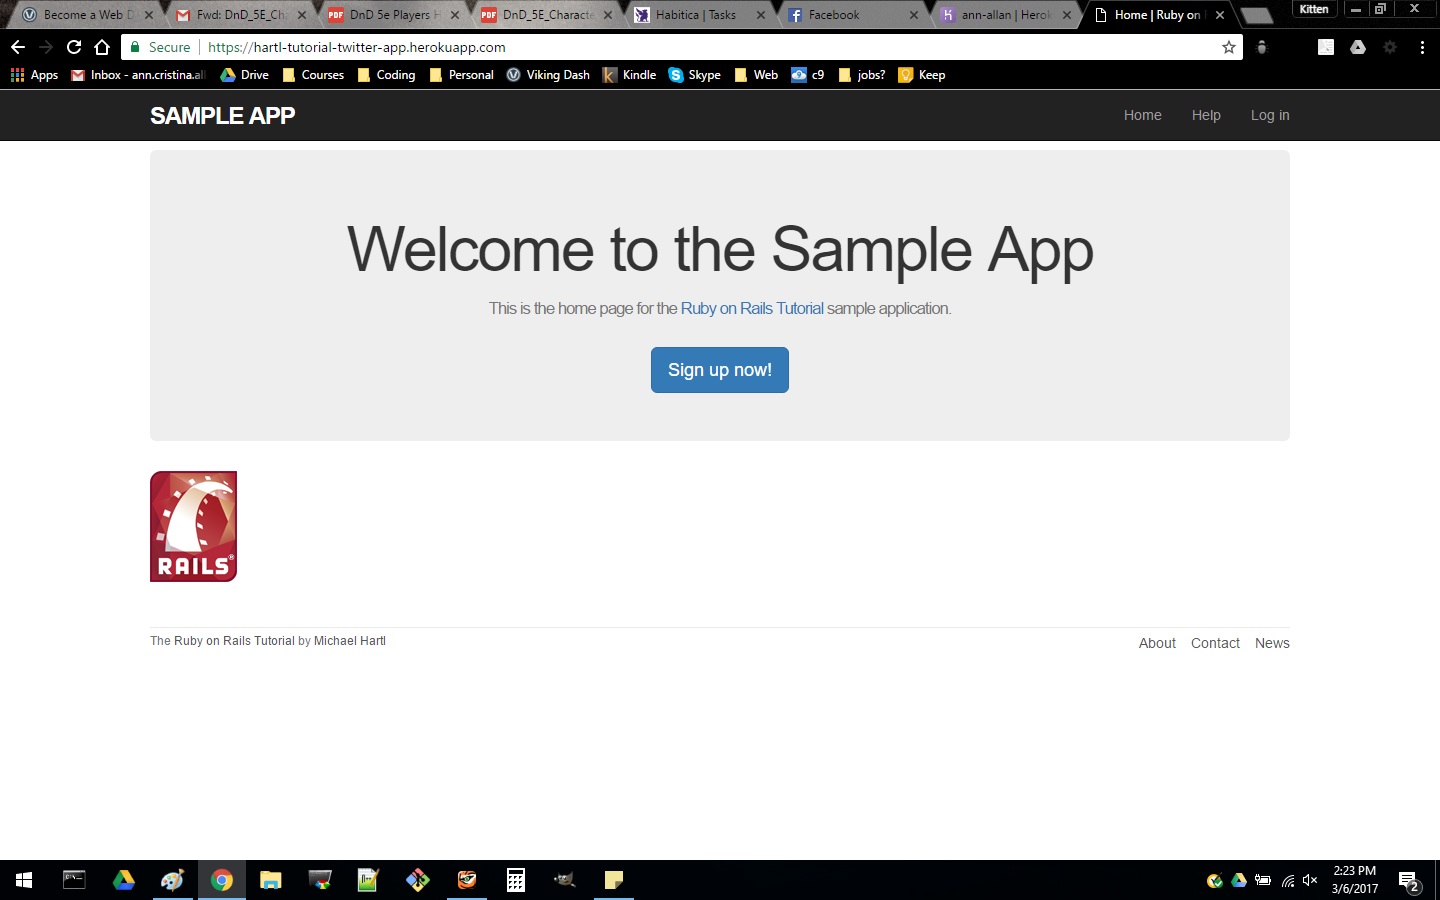 Become a Web D
Fwd: DnD_5E_Cha
PDF DnD 5e Players H
PDF DnD_5E_Characte
Habitica | Tasks
Facebook
ann-allan | Herok
Home | Ruby on
Kitten
Secure https://hartl-tutorial-twitter-app.herokuapp.com
Apps
Inbox - ann.cristina.al
Drive
Courses
Coding
Personal
Viking Dash
Kindle
Skype
Web
c9
jobs?
Keep
SAMPLE APP
Home Help Log in
Welcome to the Sample App
This is the home page for the Ruby on Rails Tutorial sample application.
Sign up now!
RAILS®
The Ruby on Rails Tutorial by Michael Hartl
About Contact News
2:23 PM
3/6/2017
2